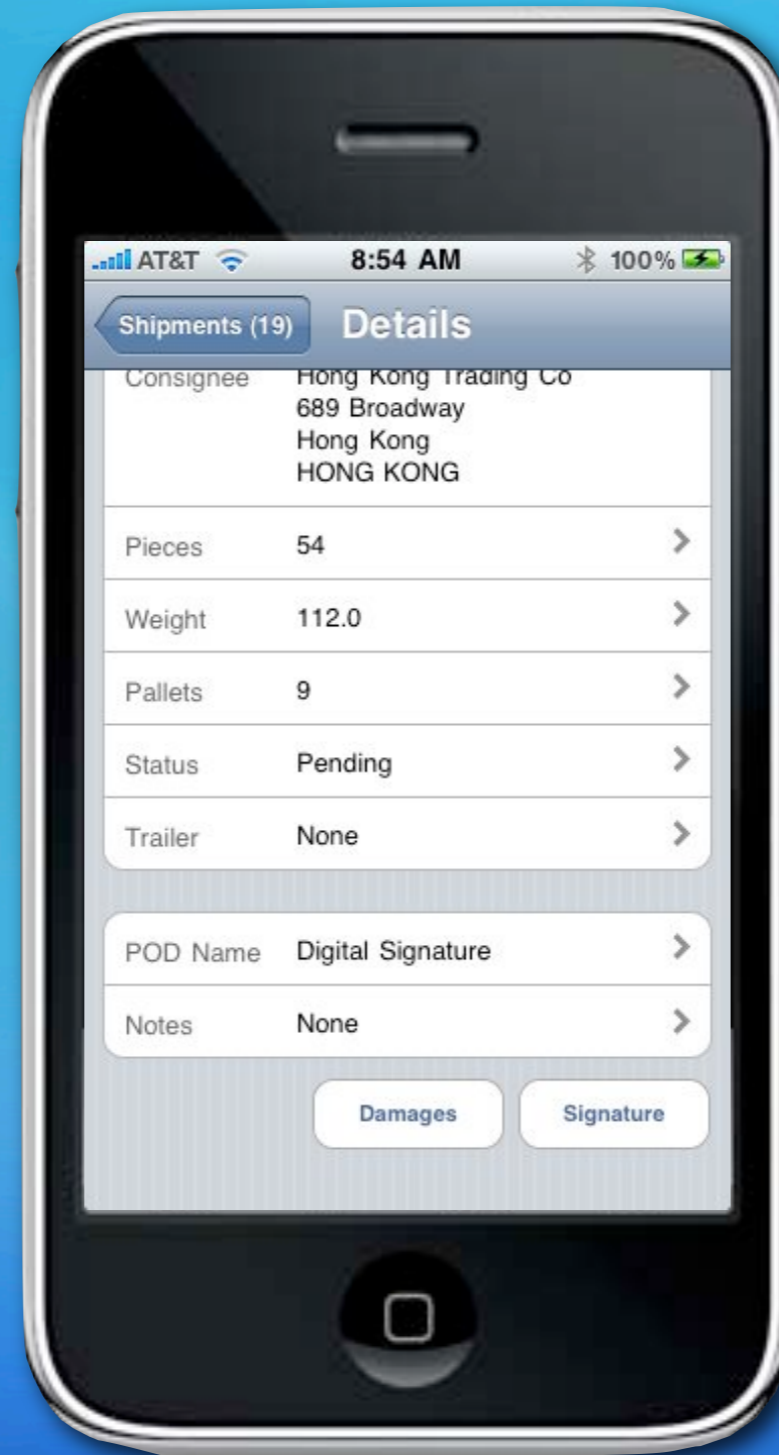 AT&T 8:54 AM 100%
Shipments (19) Details
Consignee Hong Kong Trading Co
689 Broadway
Hong Kong
HONG KONG
Pieces 54
Weight 112.0
Pallets 9
Status Pending
Trailer None
POD Name Digital Signature
Notes None
Damages Signature